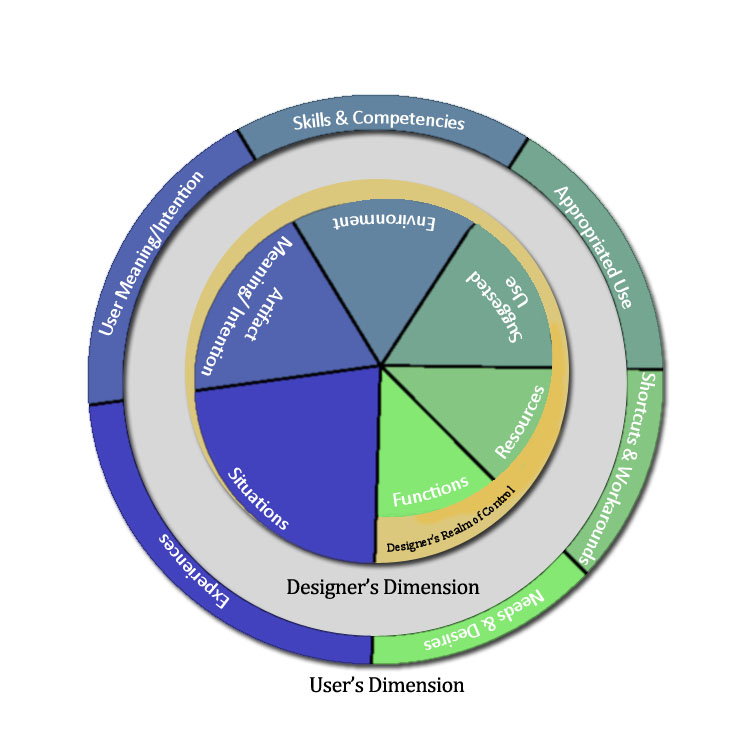 Skills & Competencies
Appropriated Use
Shortcuts & Workarounds
Needs & Desires
Experiences
User Meaning/Intention
Environment
Suggested
Use
Resources
Functions
Situations
Artifact
Meaning/ Intention
Designer's Realm of Control
Designer's Dimension
User's Dimension